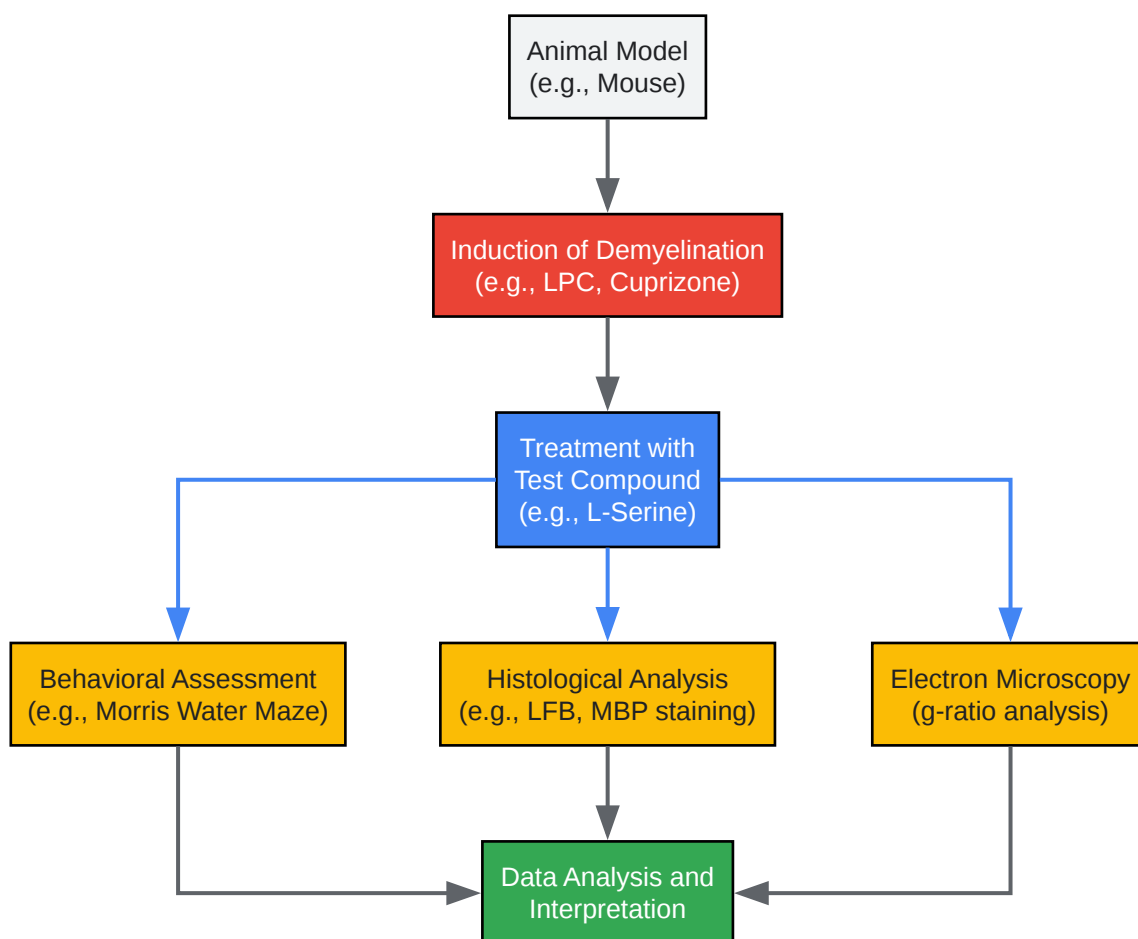 Animal Model
(e.g., Mouse)
Induction of Demyelination
(e.g., LPC, Cuprizone)
Treatment with
Test Compound
(e.g., L-Serine)
Behavioral Assessment
(e.g., Morris Water Maze)
Histological Analysis
(e.g., LFB, MBP staining)
Electron Microscopy
(g-ratio analysis)
Data Analysis and
Interpretation